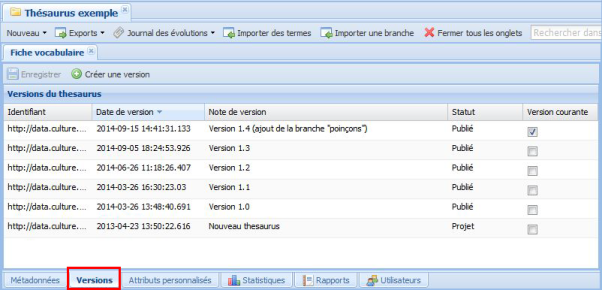 Thésaurus exemple
Nouveau Exports Journal des évolutions Importer des termes Importer une branche Fermer tous les onglets Rechercher dans
Fiche vocabulaire
Enregistrer Créer une version
Versions du thesaurus
Identifiant Date de version Note de version Statut Version courante
http://data.culture.... 2014-09-15 14:41:31.133 Version 1.4 (ajout de la branche "poinçons") Publié
http://data.culture.... 2014-09-05 18:24:53.926 Version 1.3 Publié
http://data.culture.... 2014-06-26 11:18:26.407 Version 1.2 Publié
http://data.culture.... 2014-03-26 16:30:23.03 Version 1.1 Publié
http://data.culture.... 2014-03-26 13:48:40.691 Version 1.0 Publié
http://data.culture.... 2013-04-23 13:50:22.616 Nouveau thesaurus Projet
Métadonnées Versions Attributs personnalisés Statistiques Rapports Utilisateurs